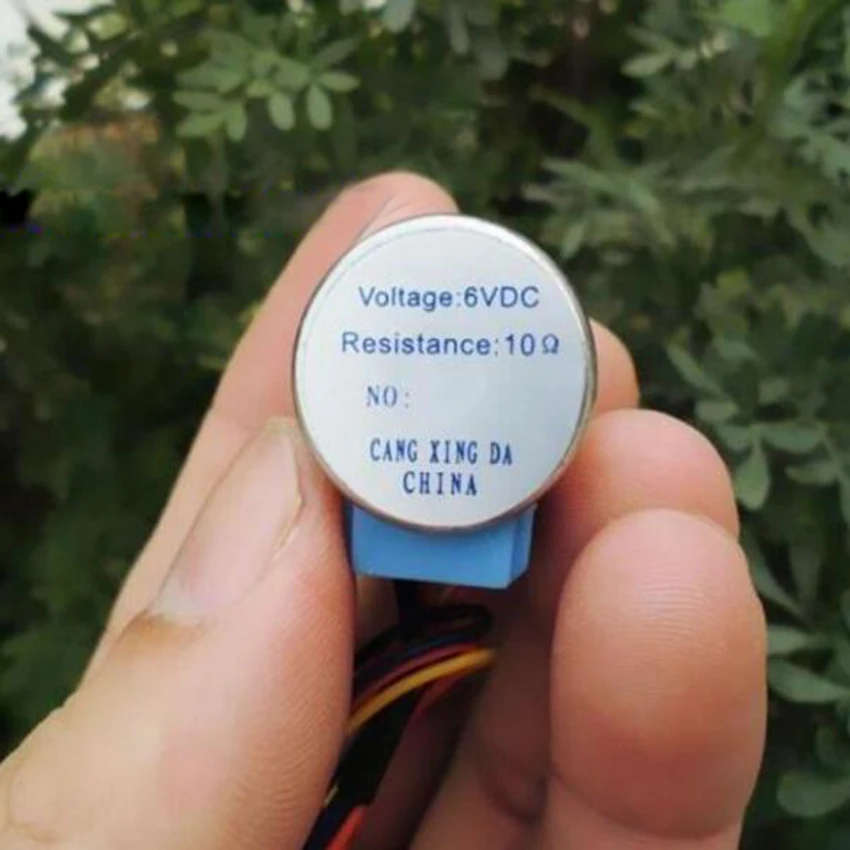 Voltage:6VDC
Resistance:10Ω
NO:
CANG XING DA
CHINA